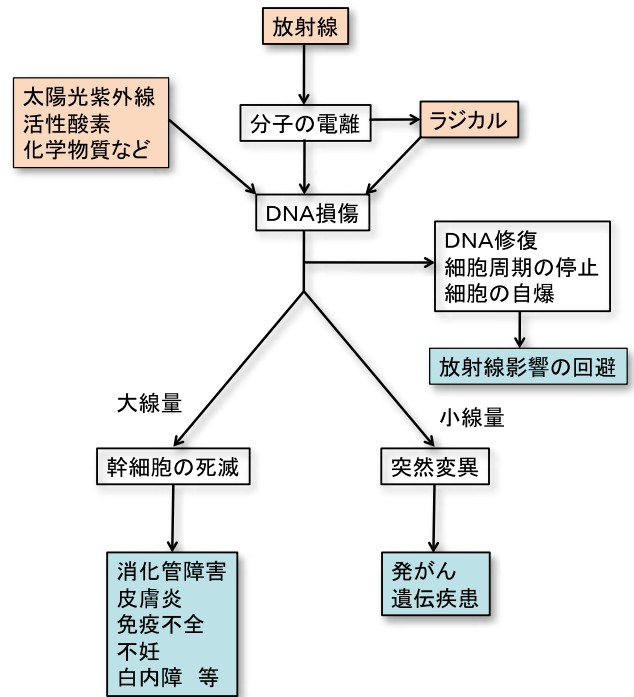 放射線
太陽光紫外線
活性酸素
化学物質など
分子の電離
ラジカル
DNA損傷
DNA修復
細胞周期の停止
細胞の自爆
放射線影響の回避
大線量
小線量
幹細胞の死滅
突然変異
消化管障害
皮膚炎
免疫不全
不妊
白内障　等
発がん
遺伝疾患